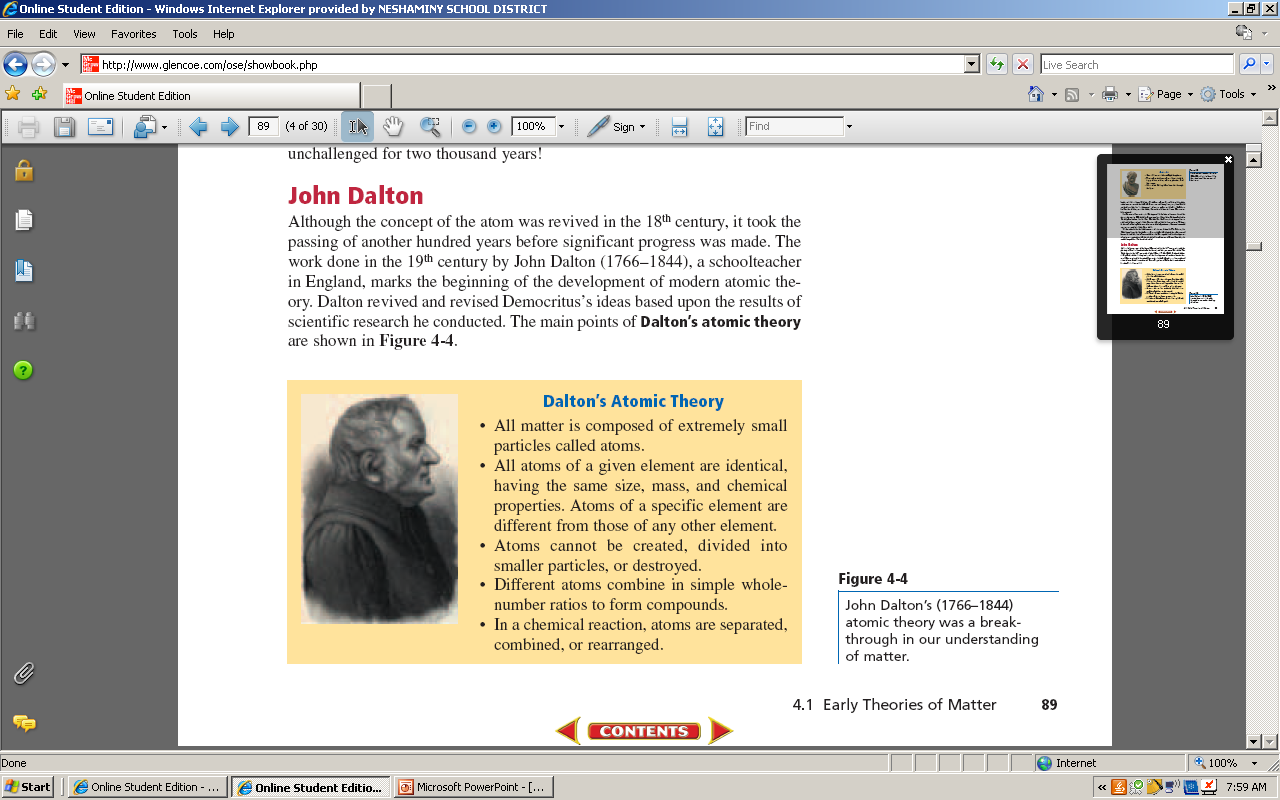 Online Student Edition - Windows Internet Explorer provided by NESHAMINY SCHOOL DISTRICT
File Edit View Favorites Tools Help
http://www.glencoe.com/ose/showbook.php
Live Search
Online Student Edition
Page Tools
89 (4 of 30) 100% Sign Find
unchallenged for two thousand years!
John Dalton
Although the concept of the atom was revived in the 18th century, it took the
passing of another hundred years before significant progress was made. The
work done in the 19th century by John Dalton (1766–1844), a schoolteacher
in England, marks the beginning of the development of modern atomic the-
ory. Dalton revived and revised Democritus's ideas based upon the results of
scientific research he conducted. The main points of Dalton's atomic theory
are shown in Figure 4-4.
89
Dalton's Atomic Theory
• All matter is composed of extremely small
particles called atoms.
• All atoms of a given element are identical,
having the same size, mass, and chemical
properties. Atoms of a specific element are
different from those of any other element.
• Atoms cannot be created, divided into
smaller particles, or destroyed.
• Different atoms combine in simple whole-
number ratios to form compounds.
• In a chemical reaction, atoms are separated,
combined, or rearranged.
Figure 4-4
John Dalton's (1766–1844)
atomic theory was a break-
through in our understanding
of matter.
4.1 Early Theories of Matter 89
CONTENTS
Done Internet 100%
Start Online Student Edition - ... Online Student Editio... Microsoft PowerPoint - [... 7:59 AM